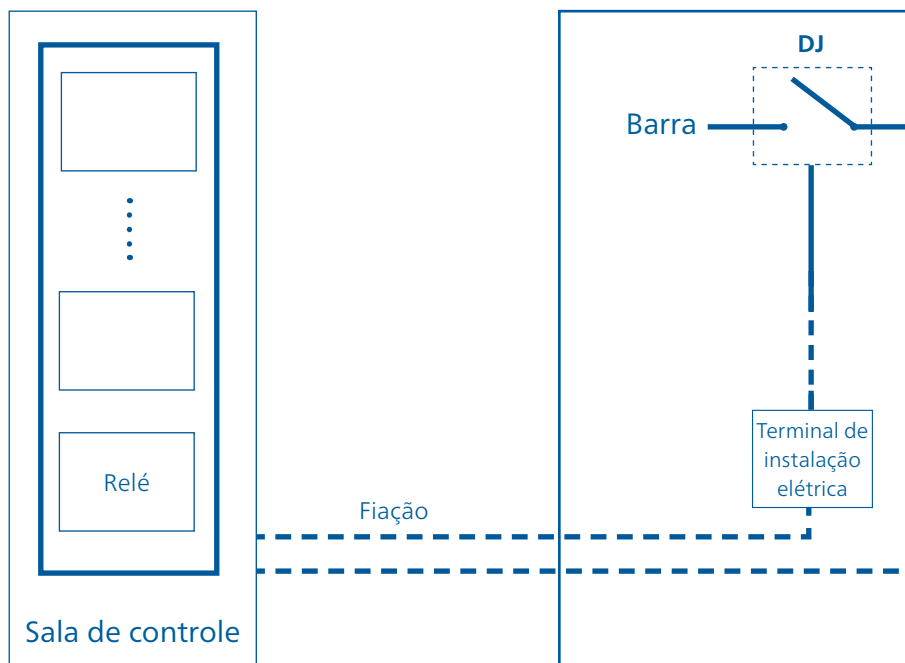 DJ
Barra
Terminal de
instalação
elétrica
Relé
Fiação
Sala de controle